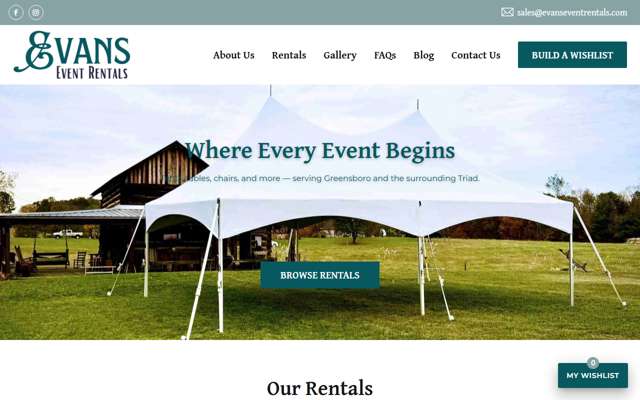 sales@evanseventrentals.com
EVANS
EVENT RENTALS
About Us
Rentals
Gallery
FAQs
Blog
Contact Us
BUILD A WISHLIST
Where Every Event Begins
tables, chairs, and more — serving Greensboro and the surrounding Triad.
BROWSE RENTALS
Our Rentals
0
MY WISHLIST